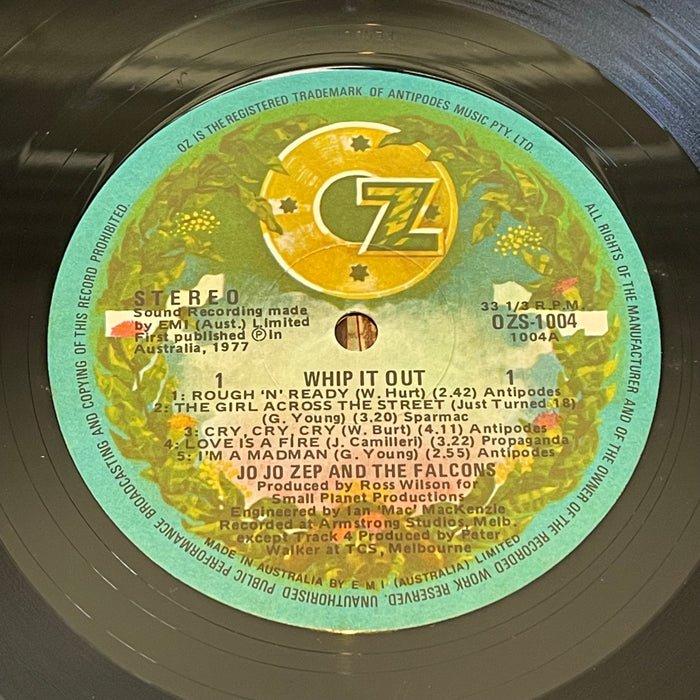 OZ IS THE REGISTERED TRADEMARK OF ANTIPODES MUSIC PTY. LTD.
ALL RIGHTS OF THE MANUFACTURER AND OF THE OWNER OF THE RECORDED WORK RESERVED. UNAUTHORISED PUBLIC PERFORMANCE BROADCASTING AND COPYING OF THIS RECORD PROHIBITED.
OZ
STEREO
Sound Recording made
by EMI (Aust.) Limited
First published Ⓟ in
Australia, 1977
33 1/3 R.P.M.
OZS-1004
1004A
1 WHIP IT OUT 1
1: ROUGH 'N' READY (W. Hurt) (2.42) Antipodes
2: THE GIRL ACROSS THE STREET (Just Turned 18)
(G. Young) (3.20) Sparmac
3: CRY, CRY, CRY (W. Burt) (4.11) Antipodes
4: LOVE IS A FIRE (J. Camilleri) (3.22) Propaganda
5: I'M A MADMAN (G. Young) (2.55) Antipodes
JO JO ZEP AND THE FALCONS
Produced by Ross Wilson for
Small Planet Productions
Engineered by Ian 'Mac' MacKenzie
Recorded at Armstrong Studios, Melb.
except Track 4 Produced by Peter
Walker at TCS, Melbourne
MADE IN AUSTRALIA BY E M I (AUSTRALIA) LIMITED